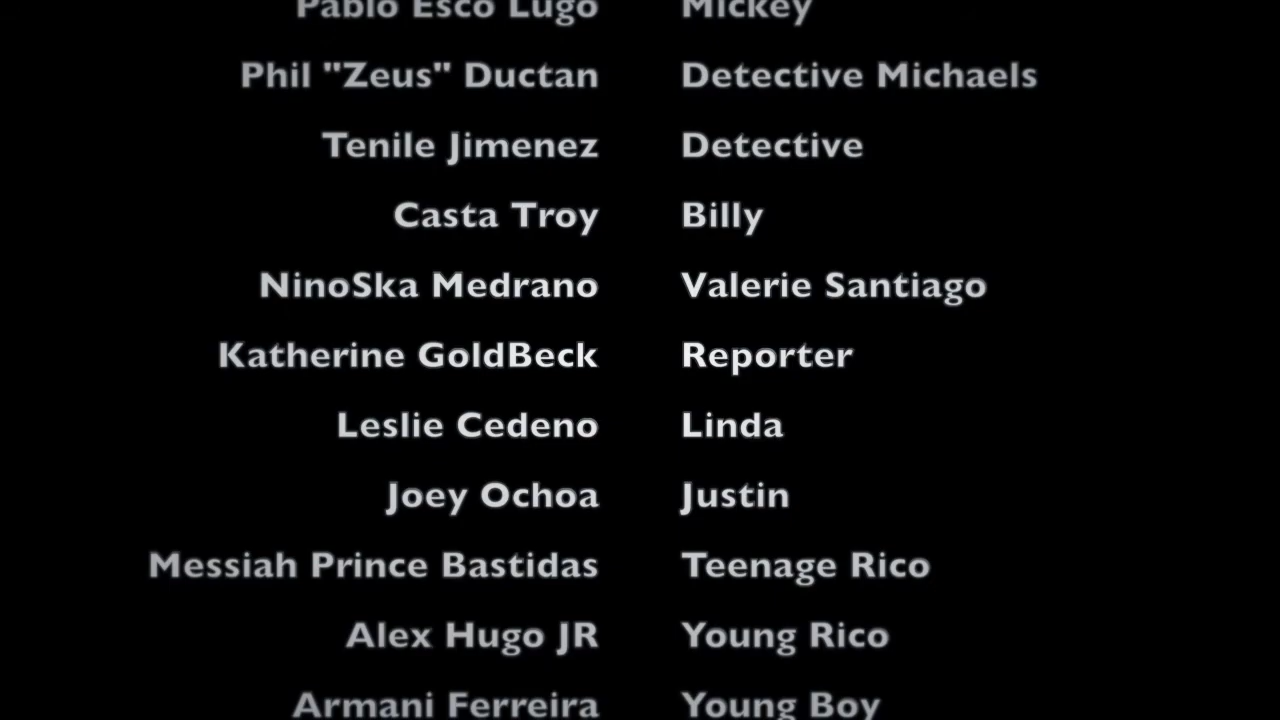 Pablo Esco Lugo Mickey
Phil "Zeus" Ductan Detective Michaels
Tenile Jimenez Detective
Casta Troy Billy
NinoSka Medrano Valerie Santiago
Katherine GoldBeck Reporter
Leslie Cedeno Linda
Joey Ochoa Justin
Messiah Prince Bastidas Teenage Rico
Alex Hugo JR Young Rico
Armani Ferreira Young Boy